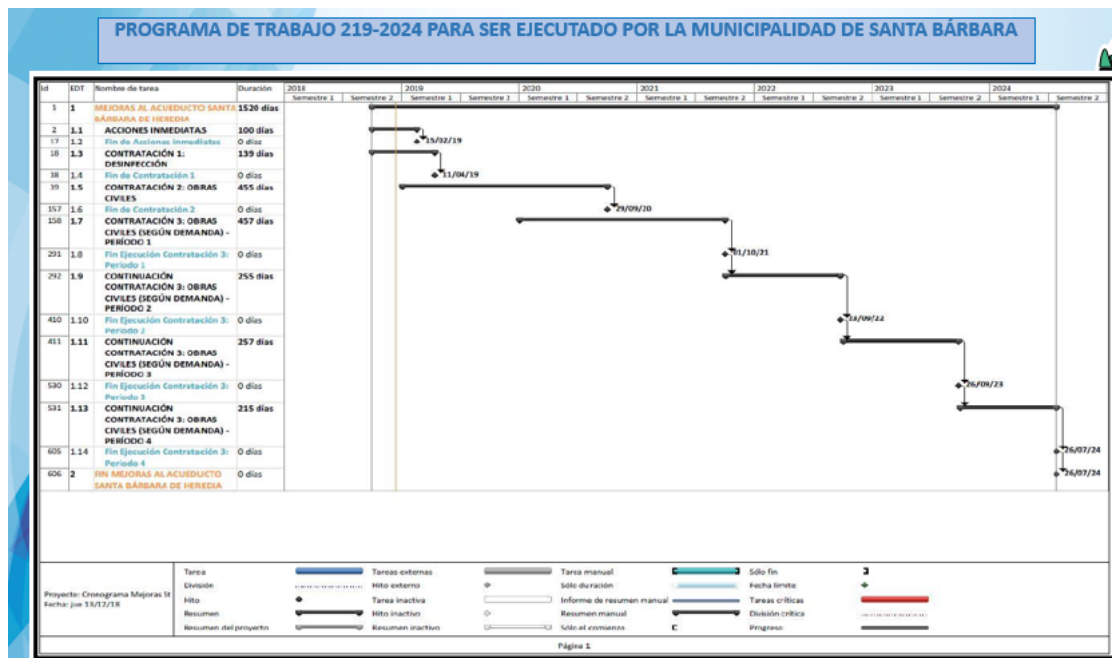 PROGRAMA DE TRABAJO 219-2024 PARA SER EJECUTADO POR LA MUNICIPALIDAD DE SANTA BÁRBARA
Id EDT Nombre de tarea Duración 2018 2019 2020 2021 2022 2023 2024
Semestre 1 Semestre 2 Semestre 1 Semestre 2 Semestre 1 Semestre 2 Semestre 1 Semestre 2 Semestre 1 Semestre 2 Semestre 1 Semestre 2 Semestre 1 Semestre 2
1 1 MEJORAS AL ACUEDUCTO SANTA 1520 días
BÁRBARA DE HEREDIA
2 1.1 ACCIONES INMEDIATAS 100 días
17 1.2 Fin de Acciones Inmediatas 0 días 15/02/19
18 1.3 CONTRATACIÓN 1: 139 días
DESINFECCIÓN
38 1.4 Fin de Contratación 1 0 días 11/04/19
39 1.5 CONTRATACIÓN 2: OBRAS 455 días
CIVILES
157 1.6 Fin de Contratación 2 0 días 29/09/20
158 1.7 CONTRATACIÓN 3: OBRAS 457 días
CIVILES (SEGÚN DEMANDA) -
PERÍODO 1
291 1.8 Fin Ejecución Contratación 3: 0 días 01/10/21
Periodo 1
292 1.9 CONTINUACIÓN 255 días
CONTRATACIÓN 3: OBRAS
CIVILES (SEGÚN DEMANDA) -
PERÍODO 2
410 1.10 Fin Ejecución Contratación 3: 0 días /09/22
Periodo 2
411 1.11 CONTINUACIÓN 257 días
CONTRATACIÓN 3: OBRAS
CIVILES (SEGÚN DEMANDA) -
PERÍODO 3
530 1.12 Fin Ejecución Contratación 3: 0 días 26/09/23
Periodo 3
531 1.13 CONTINUACIÓN 215 días
CONTRATACIÓN 3: OBRAS
CIVILES (SEGÚN DEMANDA) -
PERÍODO 4
605 1.14 Fin Ejecución Contratación 3: 0 días 26/07/24
Periodo 4
606 2 FIN MEJORAS AL ACUEDUCTO 0 días 26/07/24
SANTA BÁRBARA DE HEREDIA
Proyecto: Cronograma Mejoras St
Fecha: jue 13/12/18
Tarea Tareas externas Tarea manual Sólo fin
División Hito externo Sólo duración Fecha límite
Hito Tarea inactiva Informe de resumen manual Tareas críticas
Resumen Hito inactivo Resumen manual División crítica
Resumen del proyecto Resumen inactivo Sólo el comienzo Progreso
Página 1